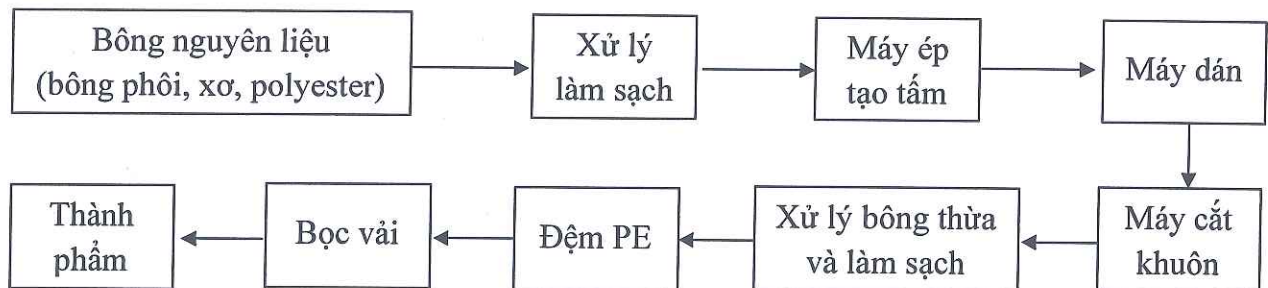 Bông nguyên liệu
(bông phôi, xơ, polyester)
Xử lý
làm sạch
Máy ép
tạo tấm
Máy dán
Máy cắt
khuôn
Xử lý bông thừa
và làm sạch
Đệm PE
Bọc vải
Thành
phẩm